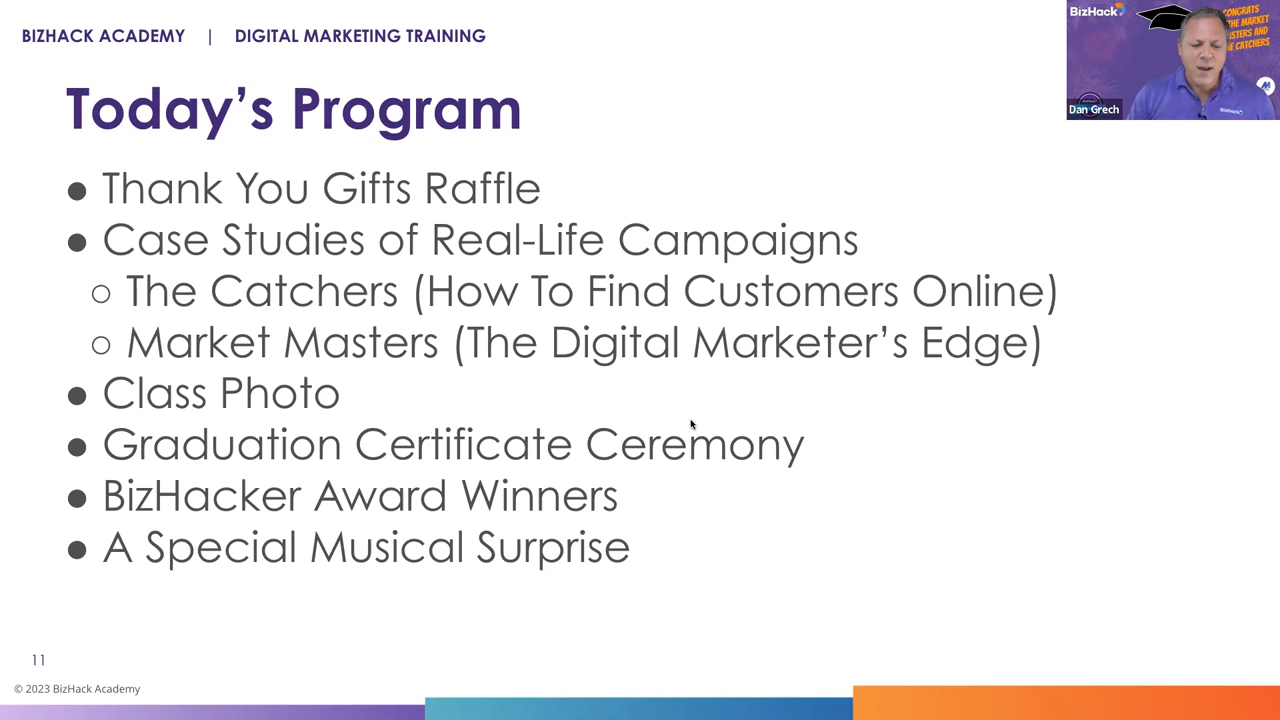 BIZHACK ACADEMY | DIGITAL MARKETING TRAINING
BizHack
CONGRATS
Dan Grech
BizHack
Today’s Program
● Thank You Gifts Raffle
● Case Studies of Real-Life Campaigns
○ The Catchers (How To Find Customers Online)
○ Market Masters (The Digital Marketer’s Edge)
● Class Photo
● Graduation Certificate Ceremony
● BizHacker Award Winners
● A Special Musical Surprise
11
© 2023 BizHack Academy